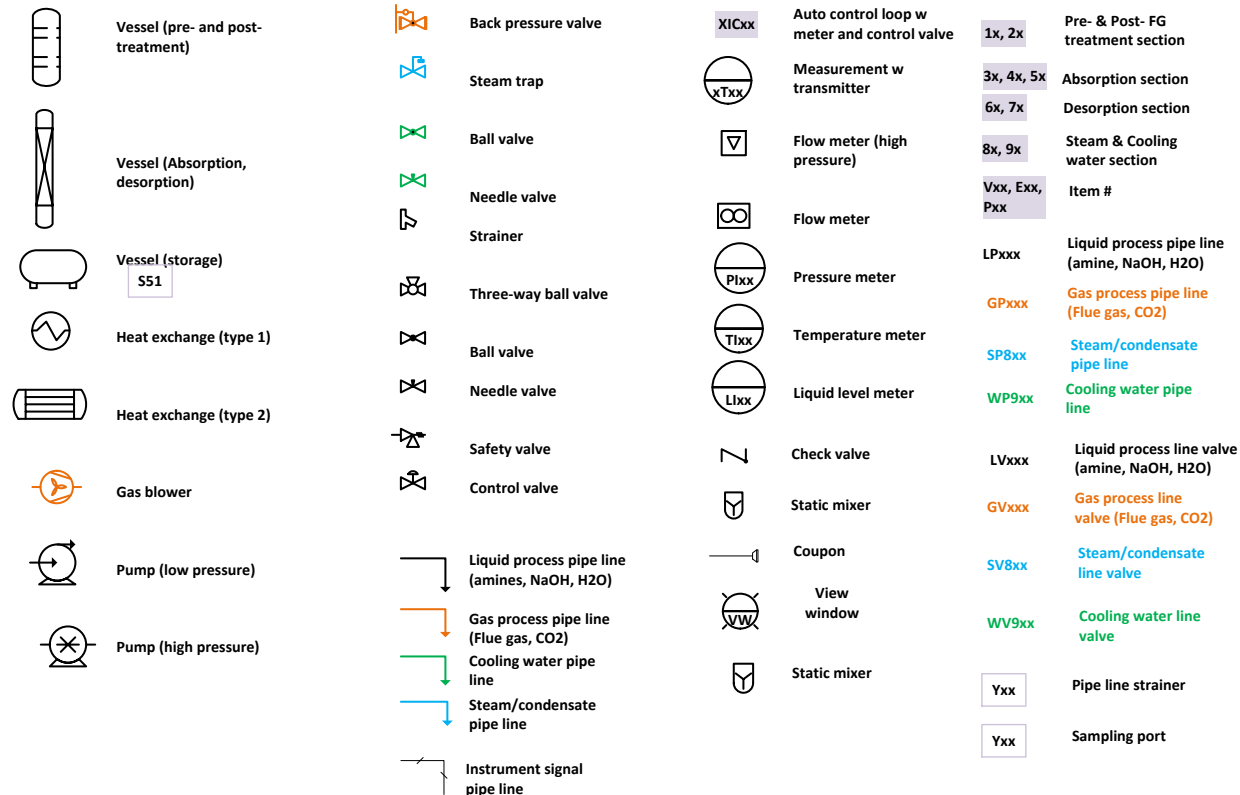 Vessel (pre- and post-
treatment)
Vessel (Absorption,
desorption)
Vessel (storage)
S51
Heat exchange (type 1)
Heat exchange (type 2)
Gas blower
Pump (low pressure)
Pump (high pressure)
Back pressure valve
Steam trap
Ball valve
Needle valve
Strainer
Three-way ball valve
Ball valve
Needle valve
Safety valve
Control valve
Liquid process pipe line
(amines, NaOH, H2O)
Gas process pipe line
(Flue gas, CO2)
Cooling water pipe
line
Steam/condensate
pipe line
Instrument signal
pipe line
XICxx
Auto control loop w
meter and control valve
xTxx
Measurement w
transmitter
Flow meter (high
pressure)
Flow meter
PIxx
Pressure meter
TIxx
Temperature meter
LIxx
Liquid level meter
Check valve
Static mixer
Coupon
VW
View
window
Static mixer
1x, 2x
Pre- & Post- FG
treatment section
3x, 4x, 5x
Absorption section
6x, 7x
Desorption section
8x, 9x
Steam & Cooling
water section
Vxx, Exx,
Pxx
Item #
LPxxx
Liquid process pipe line
(amine, NaOH, H2O)
GPxxx
Gas process pipe line
(Flue gas, CO2)
SP8xx
Steam/condensate
pipe line
WP9xx
Cooling water pipe
line
LVxxx
Liquid process line valve
(amine, NaOH, H2O)
GVxxx
Gas process line
valve (Flue gas, CO2)
SV8xx
Steam/condensate
line valve
WV9xx
Cooling water line
valve
Yxx
Pipe line strainer
Yxx
Sampling port